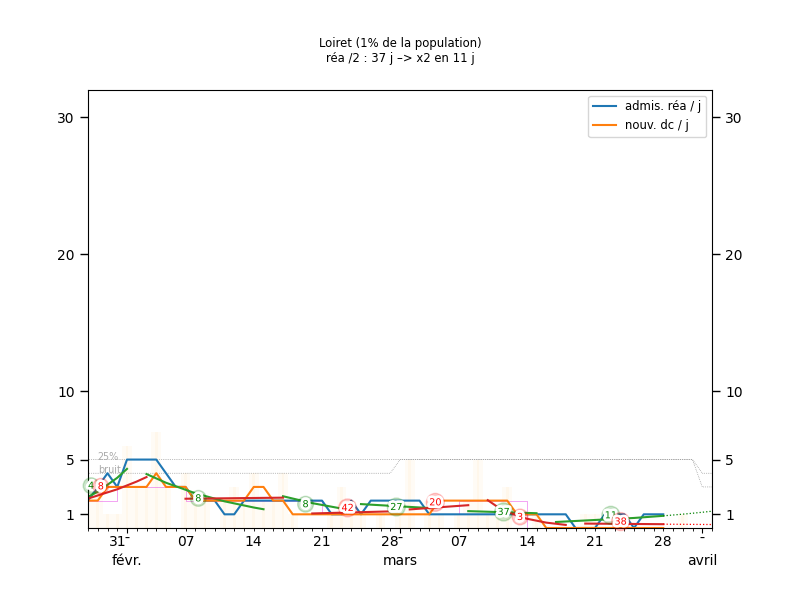 Loiret (1% de la population)
réa /2 : 37 j –> x2 en 11 j
admis. réa / j
nouv. dc / j
30 30
20 20
10 10
5 5
1 1
25%
bruit
4 8 8 8 42 27 20 37 3 11 38
31- 07 14 21 28- 07 14 21 28 -
févr. mars avril